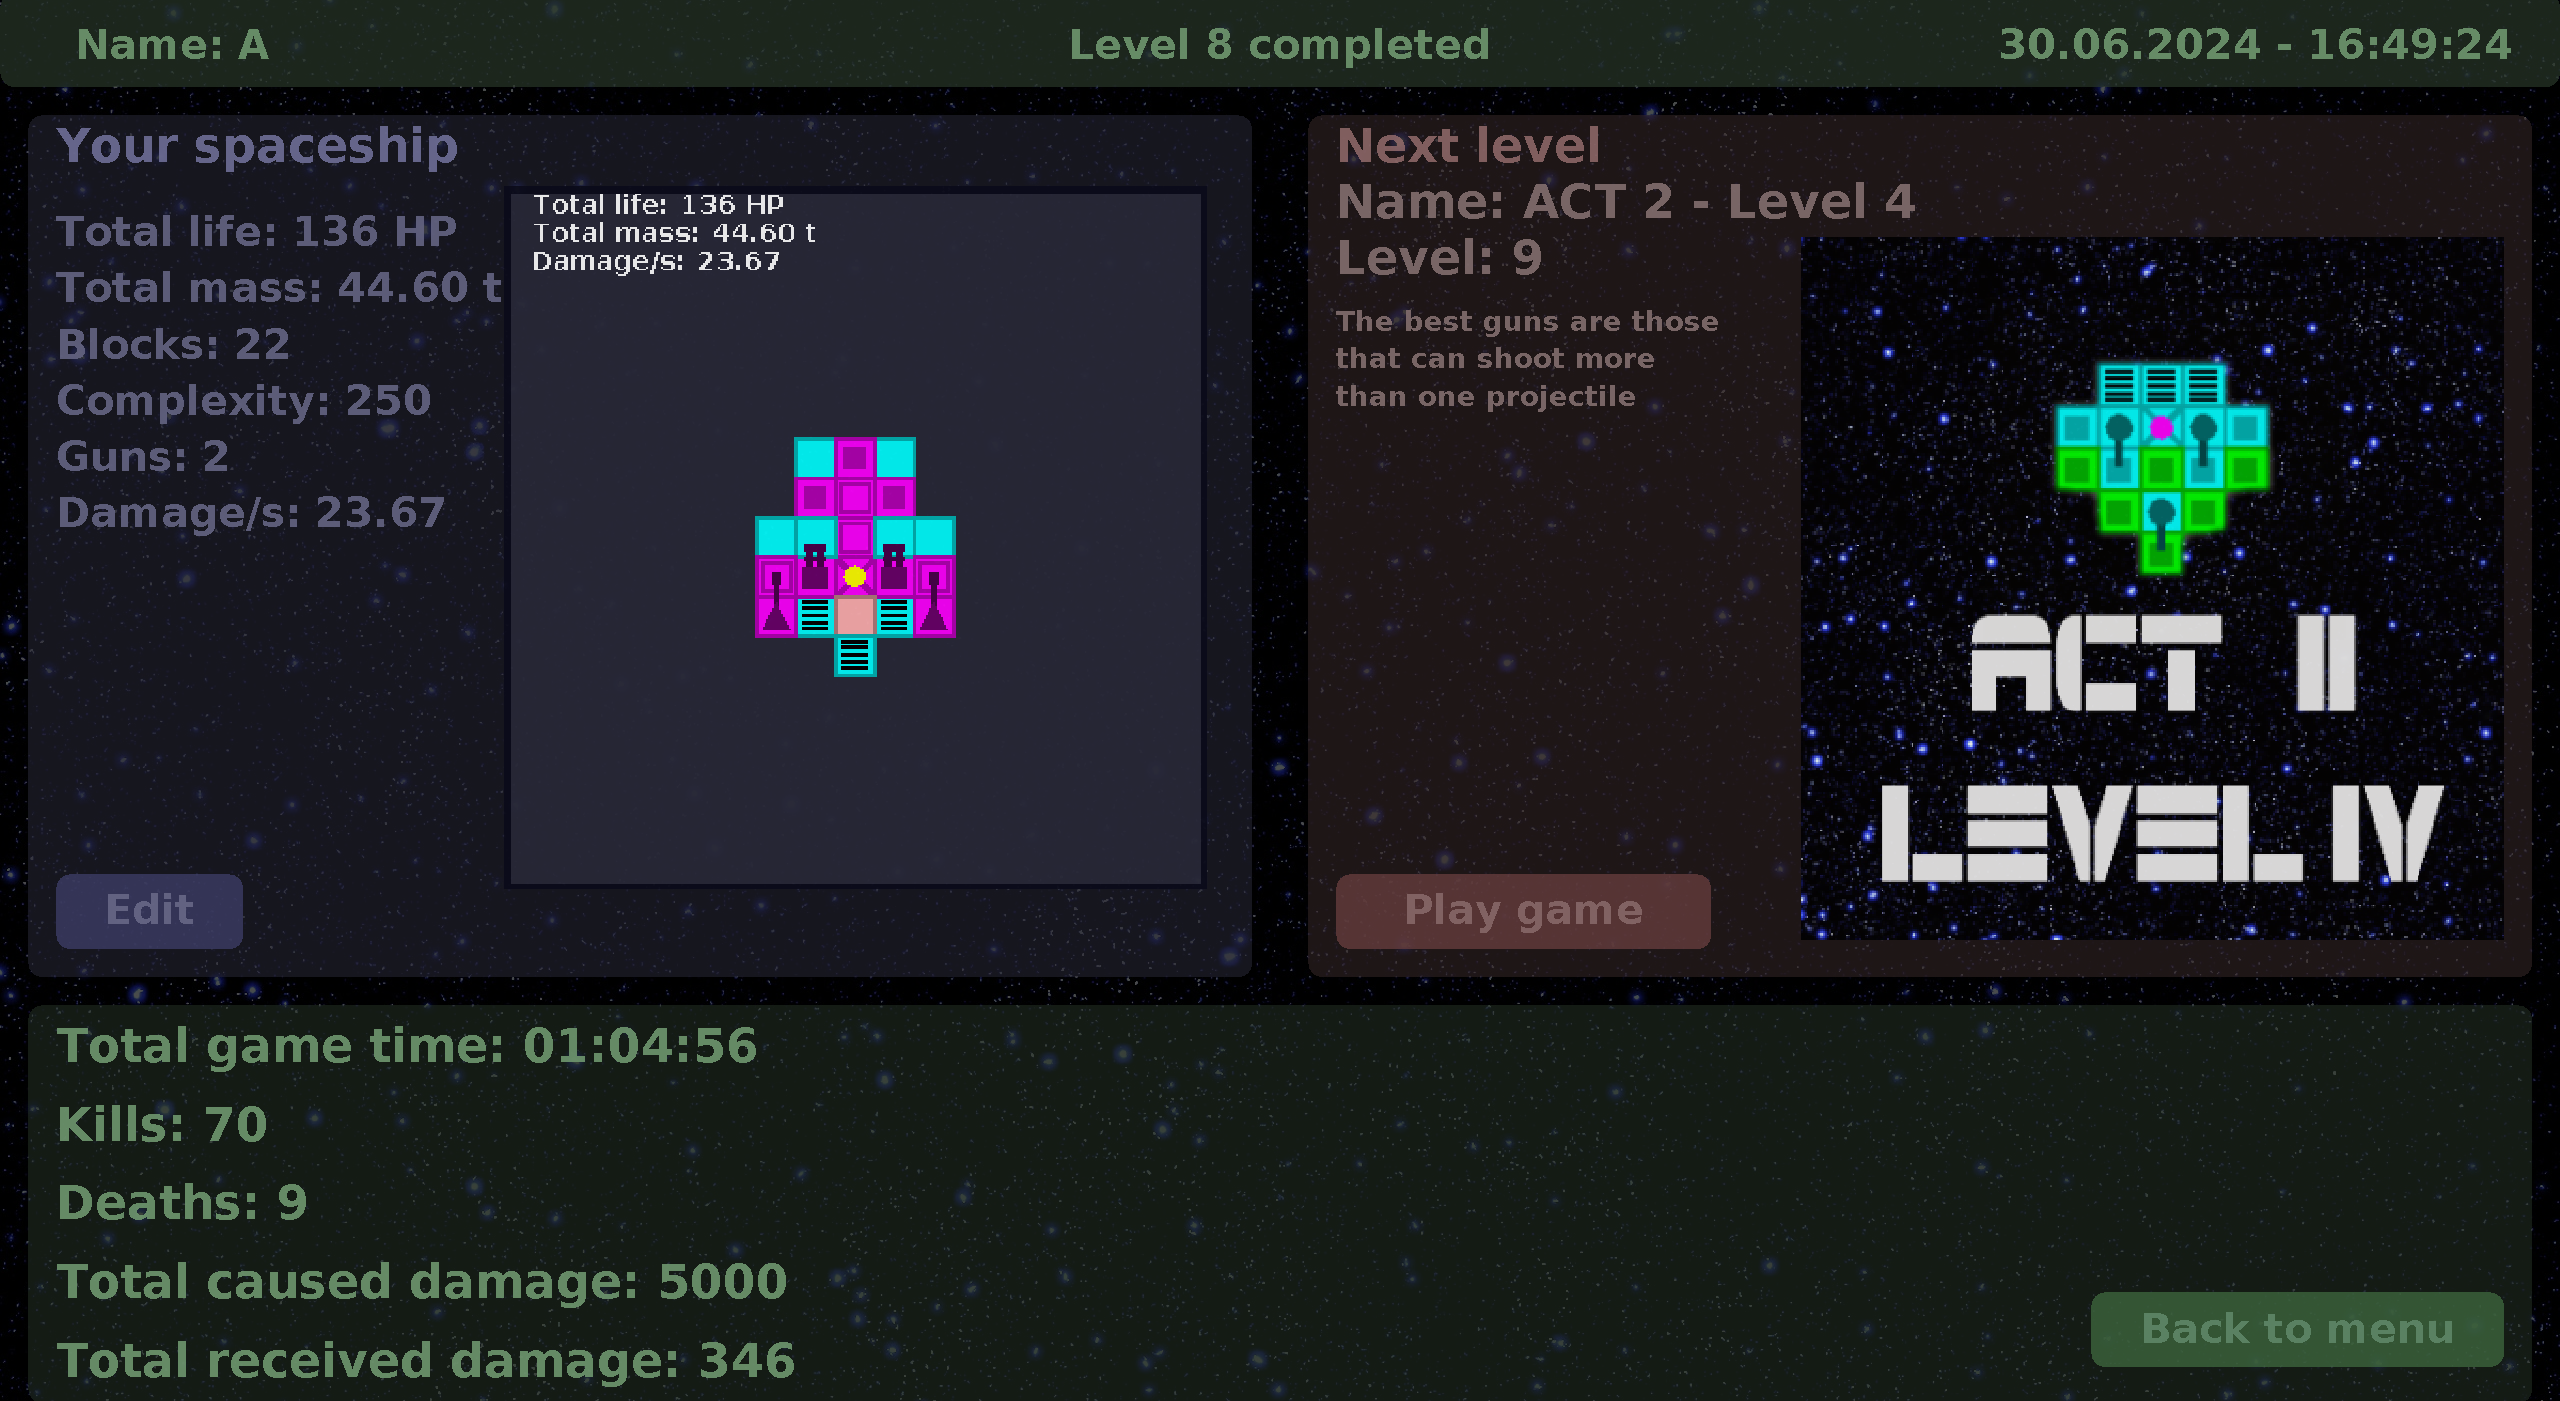 Name: A
Level 8 completed
30.06.2024 - 16:49:24
Your spaceship
Total life: 136 HP
Total mass: 44.60 t
Blocks: 22
Complexity: 250
Guns: 2
Damage/s: 23.67
Total life: 136 HP
Total mass: 44.60 t
Damage/s: 23.67
Edit
Next level
Name: ACT 2 - Level 4
Level: 9
The best guns are those
that can shoot more
than one projectile
ACT II
LEVEL IV
Play game
Total game time: 01:04:56
Kills: 70
Deaths: 9
Total caused damage: 5000
Total received damage: 346
Back to menu